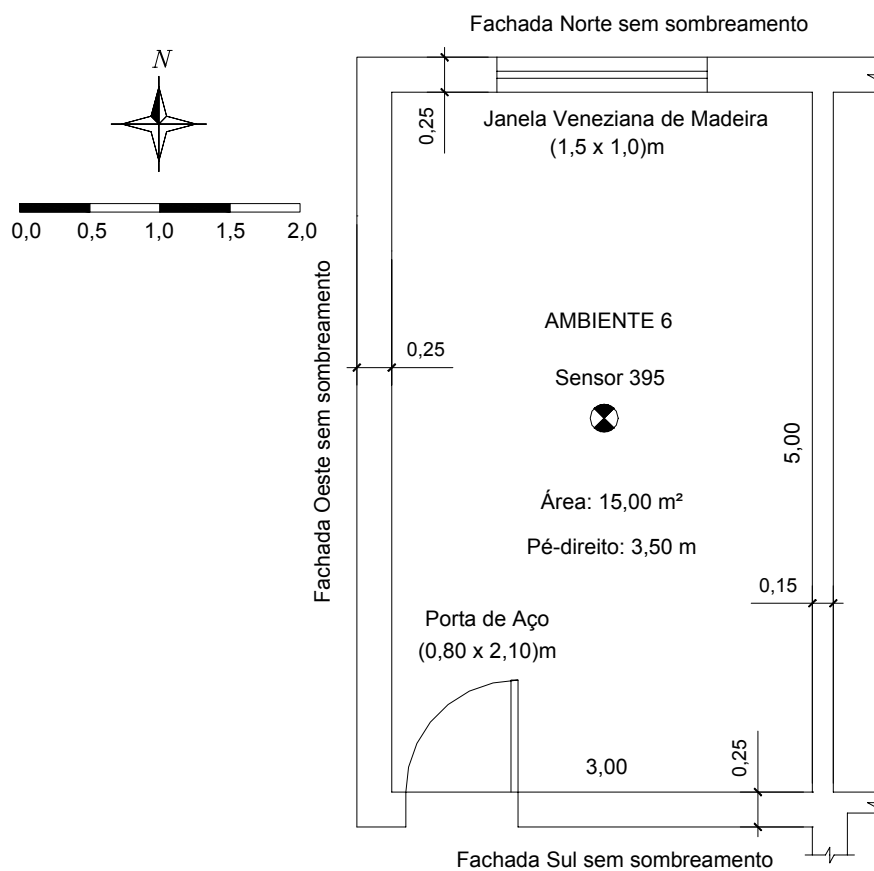 Fachada Norte sem sombreamento
N
0,25
Janela Veneziana de Madeira
(1,5 x 1,0)m
0,0 0,5 1,0 1,5 2,0
Fachada Oeste sem sombreamento
AMBIENTE 6
0,25
Sensor 395
5,00
Área: 15,00 m²
Pé-direito: 3,50 m
0,15
Porta de Aço
(0,80 x 2,10)m
3,00
0,25
Fachada Sul sem sombreamento